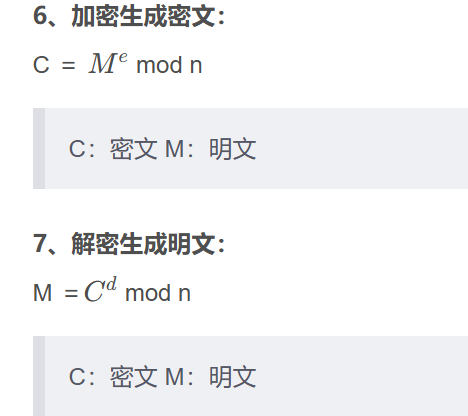 6、加密生成密文：
C = M^e mod n
C：密文 M：明文
7、解密生成明文：
M =C^d mod n
C：密文 M：明文